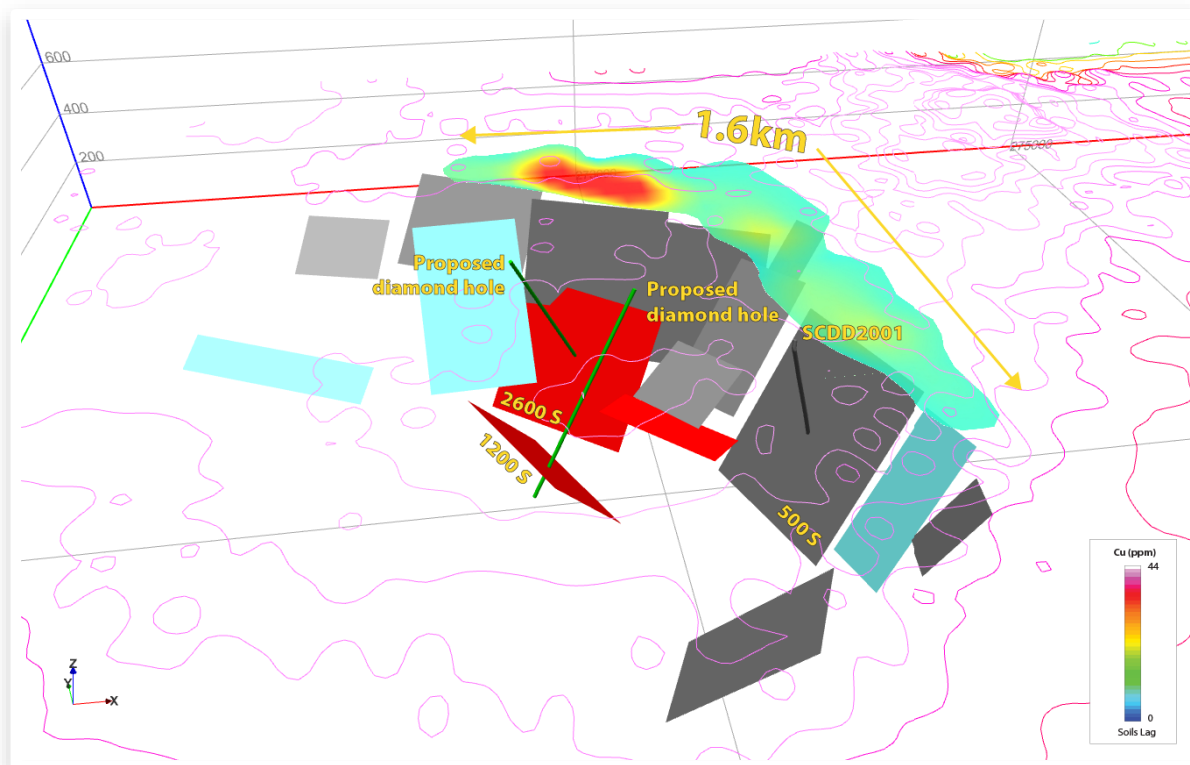 600
400
200
1.6km
275000
Proposed
diamond hole
Proposed
diamond hole
SCDD2001
2600 S
1200 S
500 S
Cu (ppm)
44
0
Soils Lag
Z
Y
X